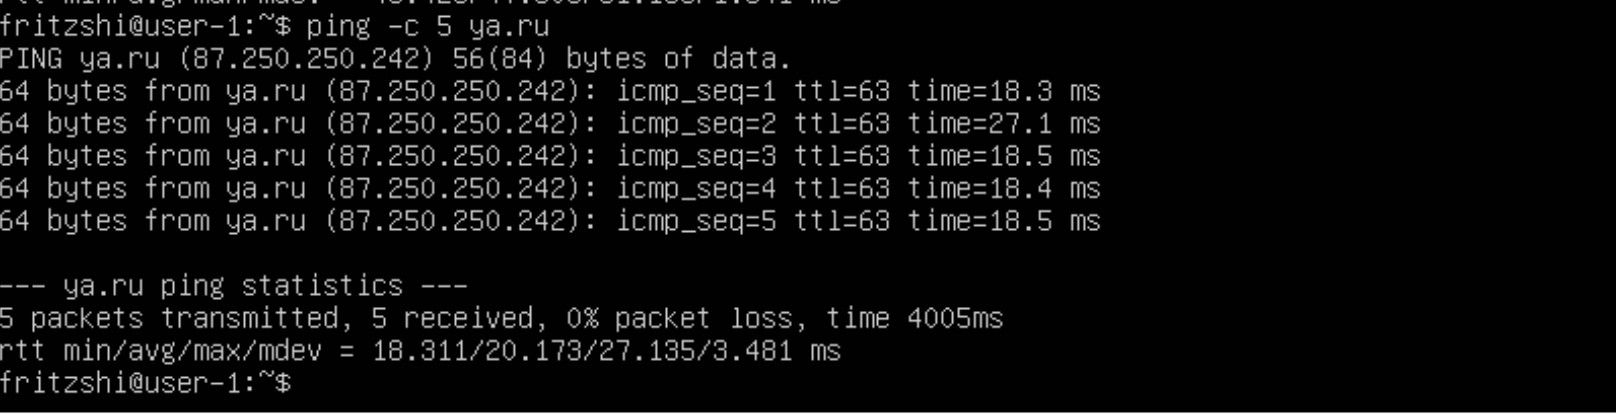 fritzshi@user-1:~$ ping -c 5 ya.ru
PING ya.ru (87.250.250.242) 56(84) bytes of data.
64 bytes from ya.ru (87.250.250.242): icmp_seq=1 ttl=63 time=18.3 ms
64 bytes from ya.ru (87.250.250.242): icmp_seq=2 ttl=63 time=27.1 ms
64 bytes from ya.ru (87.250.250.242): icmp_seq=3 ttl=63 time=18.5 ms
64 bytes from ya.ru (87.250.250.242): icmp_seq=4 ttl=63 time=18.4 ms
64 bytes from ya.ru (87.250.250.242): icmp_seq=5 ttl=63 time=18.5 ms
--- ya.ru ping statistics ---
5 packets transmitted, 5 received, 0% packet loss, time 4005ms
rtt min/avg/max/mdev = 18.311/20.173/27.135/3.481 ms
fritzshi@user-1:~$